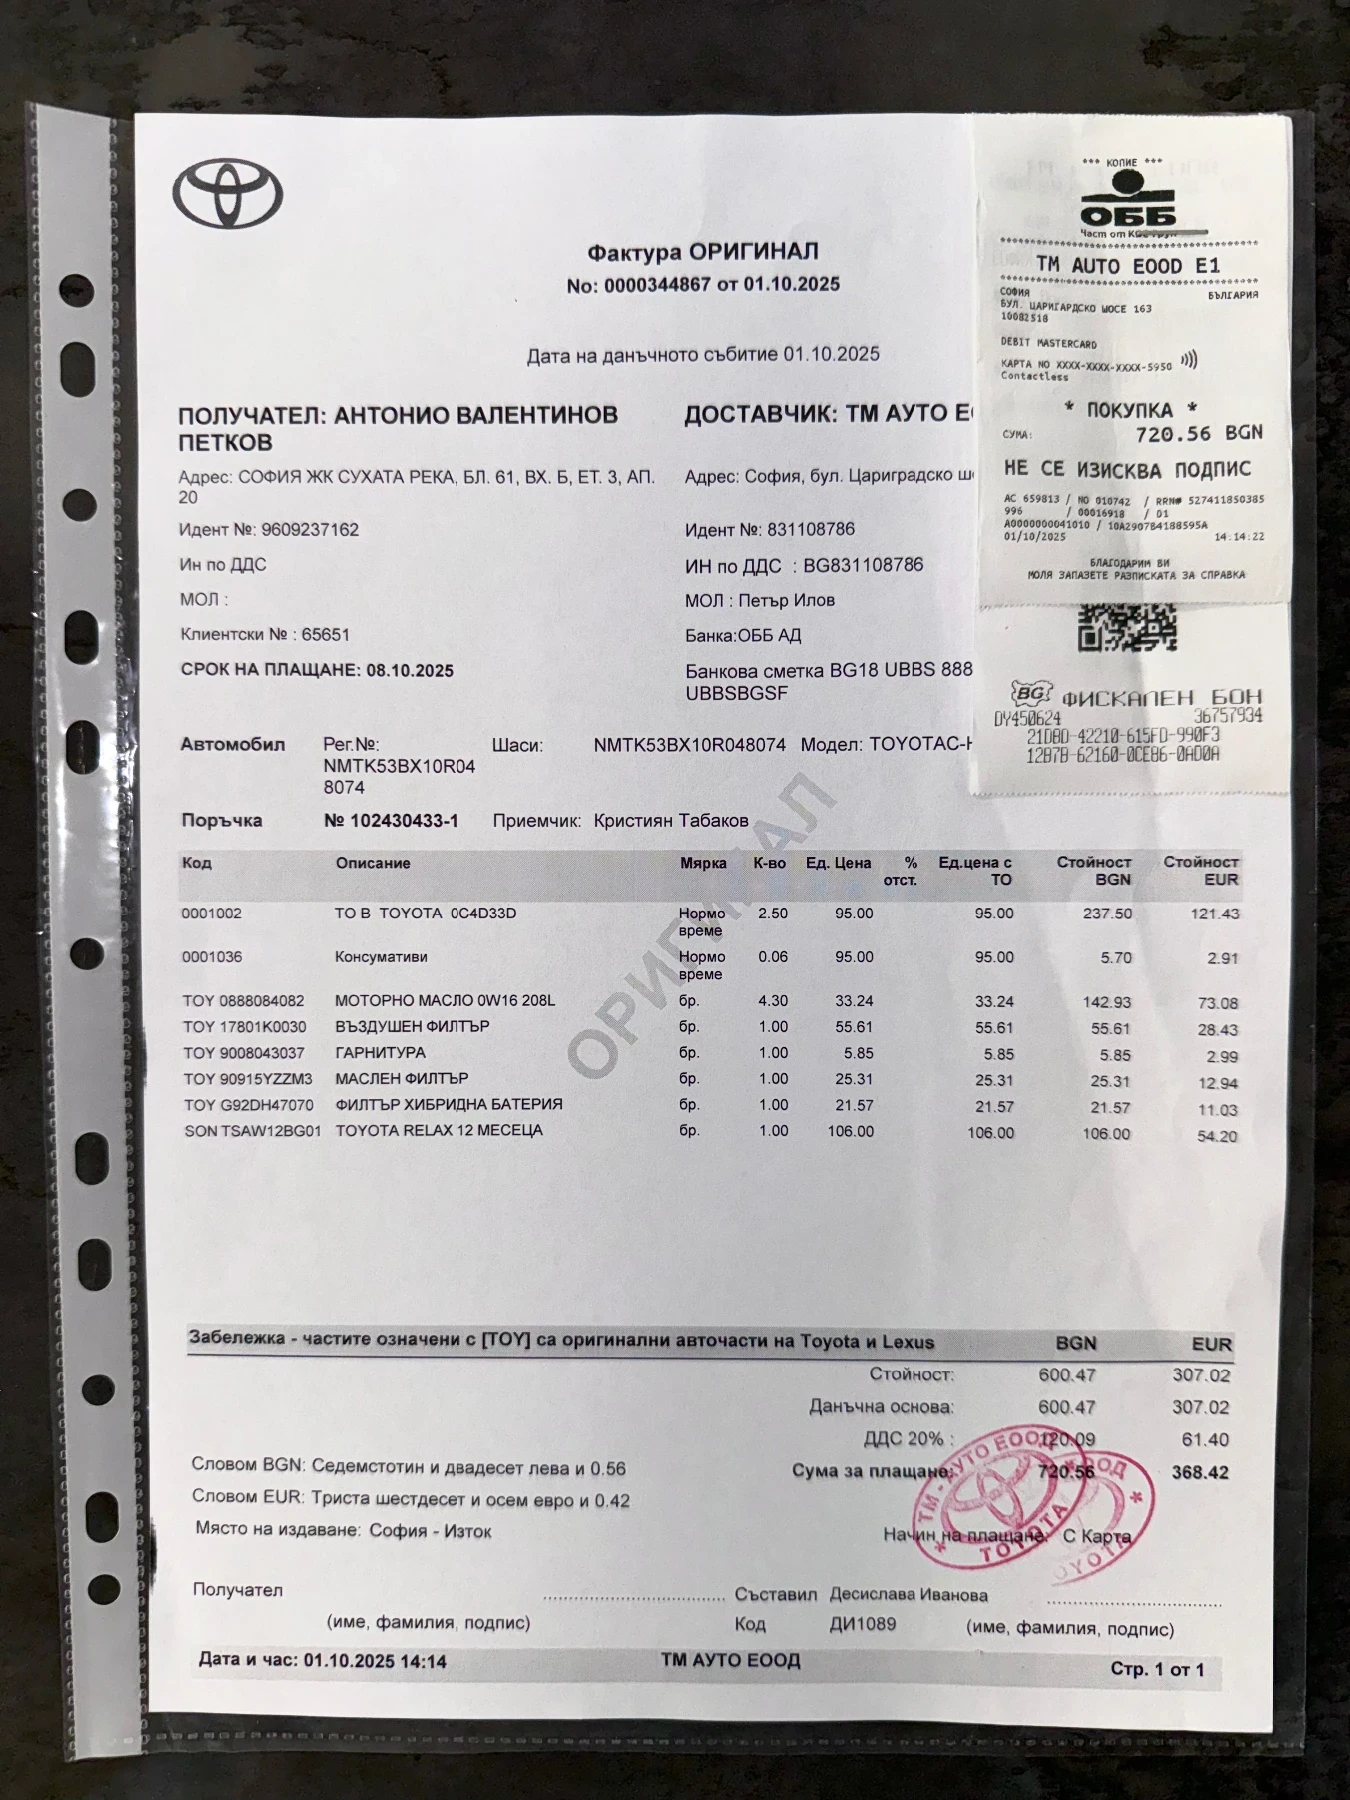 Фактура ОРИГИНАЛ
No: 0000344867 от 01.10.2025
Дата на данъчното събитие 01.10.2025
ПОЛУЧАТЕЛ: АНТОНИО ВАЛЕНТИНОВ
ПЕТКОВ
Адрес: СОФИЯ ЖК СУХАТА РЕКА, БЛ. 61, ВХ. Б, ЕТ. 3, АП.
20
Идент №: 9609237162
Ин по ДДС
МОЛ :
Клиентски № : 65651
СРОК НА ПЛАЩАНЕ: 08.10.2025
ДОСТАВЧИК: ТМ АУТО
Адрес: София, бул. Цариградско
Идент №: 831108786
ИН по ДДС : BG831108786
МОЛ : Петър Илов
Банка:ОББ АД
Банкова сметка BG18 UBBS 888
UBBSBGSF
*** КОПИЕ ***
ОББ
Част от
ТМ AUTO EOOD E1
СОФИЯ БЪЛГАРИЯ
БУЛ. ЦАРИГАРДСКО ШОСЕ 163
10082518
DEBIT MASTERCARD
КАРТА NO XXXX-XXXX-XXXX-5950
Contactless
* ПОКУПКА *
СУМА: 720.56 BGN
НЕ СЕ ИЗИСКВА ПОДПИС
AC 659813 / NO 010742 / RRN# 527411850385
996 / 00016918 / 01
A0000000041010 / 10A2907B4188595A
01/10/2025 14:14:22
БЛАГОДАРИМ ВИ
МОЛЯ ЗАПАЗЕТЕ РАЗПИСКАТА ЗА СПРАВКА
BG ФИСКАЛЕН БОН
DY450624 36757934
21D8D-42210-615FD-990F3
12B7B-62160-0CE86-0AD0A
Автомобил Рег.№: Шаси: NMTK53BX10R048074 Модел: TOYOTAC-
NMTK53BX10R04
8074
Поръчка № 102430433-1 Приемчик: Кристиян Табаков
Код Описание Мярка К-во Ед. Цена % Ед.цена с Стойност Стойност
отст. ТО BGN EUR
0001002 ТО В TOYOTA 0C4D33D Нормо 2.50 95.00 95.00 237.50 121.43
време
0001036 Консумативи Нормо 0.06 95.00 95.00 5.70 2.91
време
TOY 0888084082 МОТОРНО МАСЛО 0W16 208L бр. 4.30 33.24 33.24 142.93 73.08
TOY 17801K0030 ВЪЗДУШЕН ФИЛТЪР бр. 1.00 55.61 55.61 55.61 28.43
TOY 9008043037 ГАРНИТУРА бр. 1.00 5.85 5.85 5.85 2.99
TOY 90915YZZM3 МАСЛЕН ФИЛТЪР бр. 1.00 25.31 25.31 25.31 12.94
TOY G92DH47070 ФИЛТЪР ХИБРИДНА БАТЕРИЯ бр. 1.00 21.57 21.57 21.57 11.03
SON TSAW12BG01 TOYOTA RELAX 12 МЕСЕЦА бр. 1.00 106.00 106.00 106.00 54.20
ОРИГИНАЛ
Забележка - частите означени с [TOY] са оригинални авточасти на Toyota и Lexus BGN EUR
Стойност: 600.47 307.02
Данъчна основа: 600.47 307.02
ДДС 20% : 120.09 61.40
Словом BGN: Седемстотин и двадесет лева и 0.56
Сума за плащане: 720.56 368.42
Словом EUR: Триста шестдесет и осем евро и 0.42
Място на издаване: София - Изток
Начин на плащане: С Карта
ТМ - АУТО ЕООД
* TOYOTA *
ООД
TOYOTA
Получател Съставил Десислава Иванова
(име, фамилия, подпис) Код ДИ1089 (име, фамилия, подпис)
Дата и час: 01.10.2025 14:14 ТМ АУТО ЕООД Стр. 1 от 1